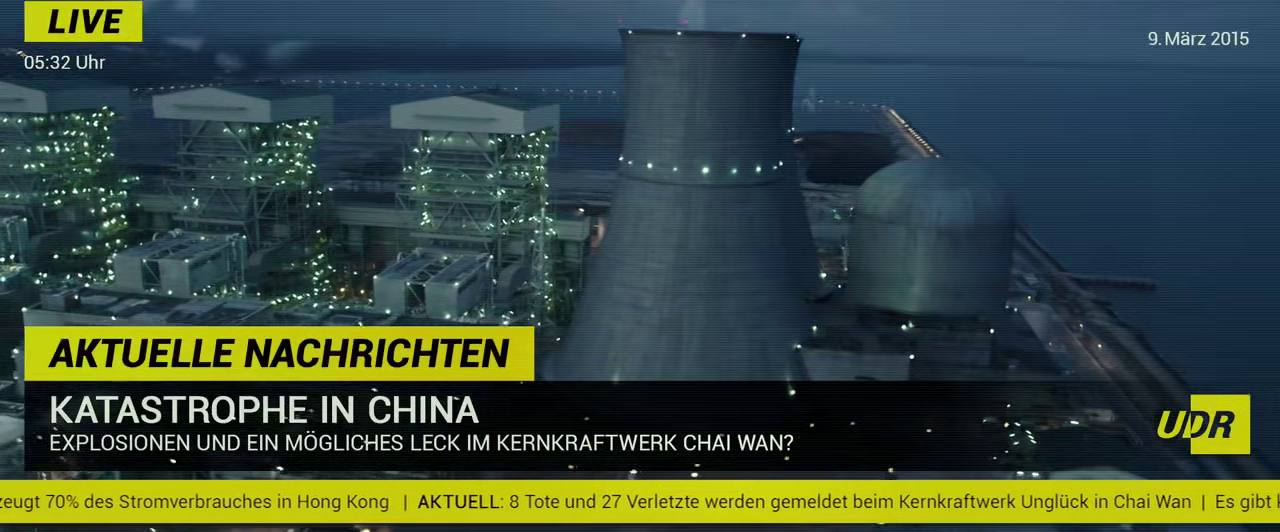 LIVE
05:32 Uhr
9. März 2015
AKTUELLE NACHRICHTEN
KATASTROPHE IN CHINA
EXPLOSIONEN UND EIN MÖGLICHES LECK IM KERNKRAFTWERK CHAI WAN?
UDR
zeugt 70% des Stromverbrauches in Hong Kong | AKTUELL: 8 Tote und 27 Verletzte werden gemeldet beim Kernkraftwerk Unglück in Chai Wan | Es gibt